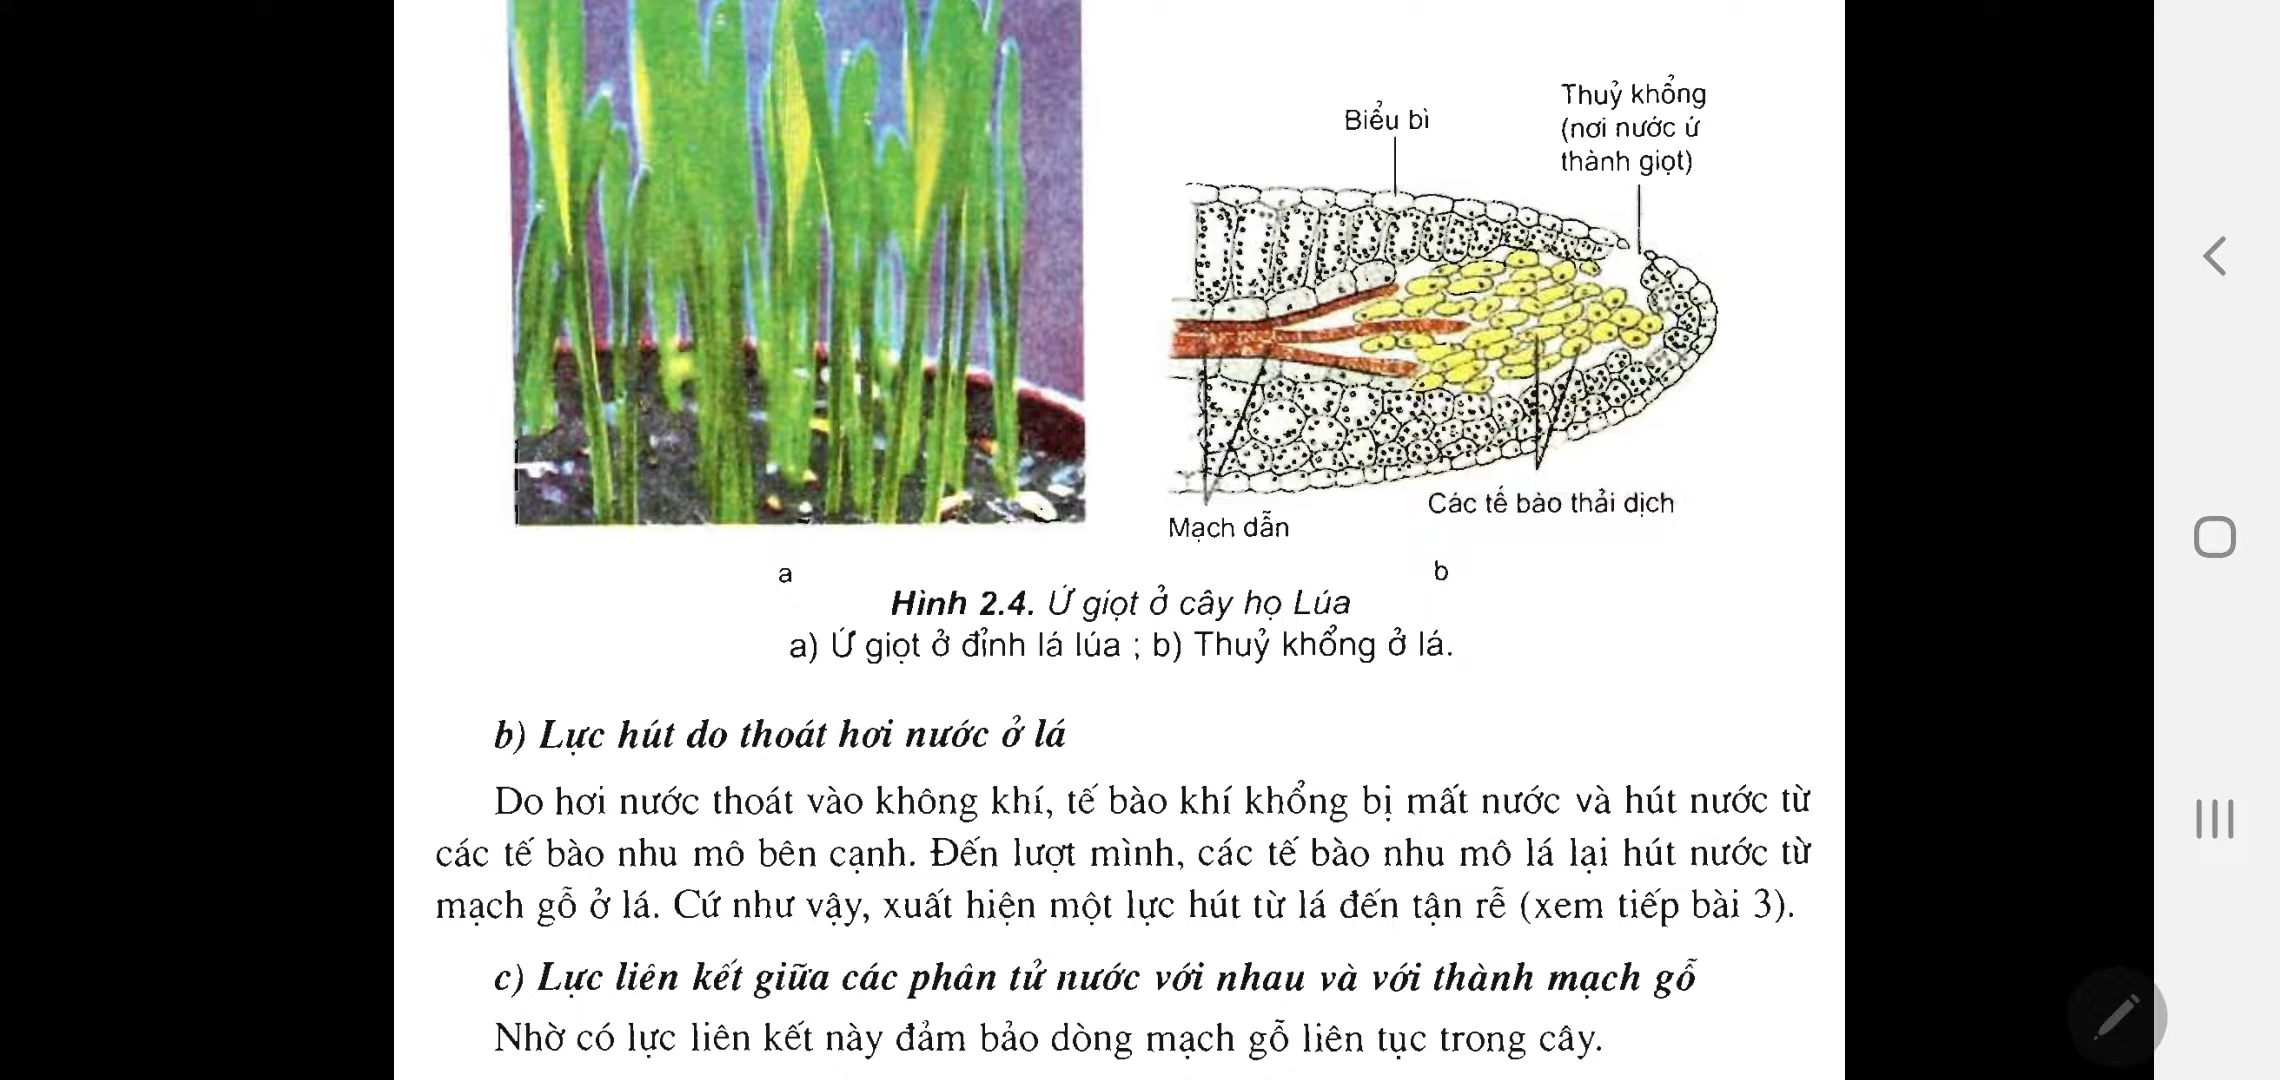 Biểu bì
Thuỷ khổng
(nơi nước ứ
thành giọt)
Các tế bào thải dịch
Mạch dẫn
a
b
Hình 2.4. Ứ giọt ở cây họ Lúa
a) Ứ giọt ở đỉnh lá lúa ; b) Thuỷ khổng ở lá.
b) Lực hút do thoát hơi nước ở lá
Do hơi nước thoát vào không khí, tế bào khí khổng bị mất nước và hút nước từ
các tế bào nhu mô bên cạnh. Đến lượt mình, các tế bào nhu mô lá lại hút nước từ
mạch gỗ ở lá. Cứ như vậy, xuất hiện một lực hút từ lá đến tận rễ (xem tiếp bài 3).
c) Lực liên kết giữa các phân tử nước với nhau và với thành mạch gỗ
Nhờ có lực liên kết này đảm bảo dòng mạch gỗ liên tục trong cây.